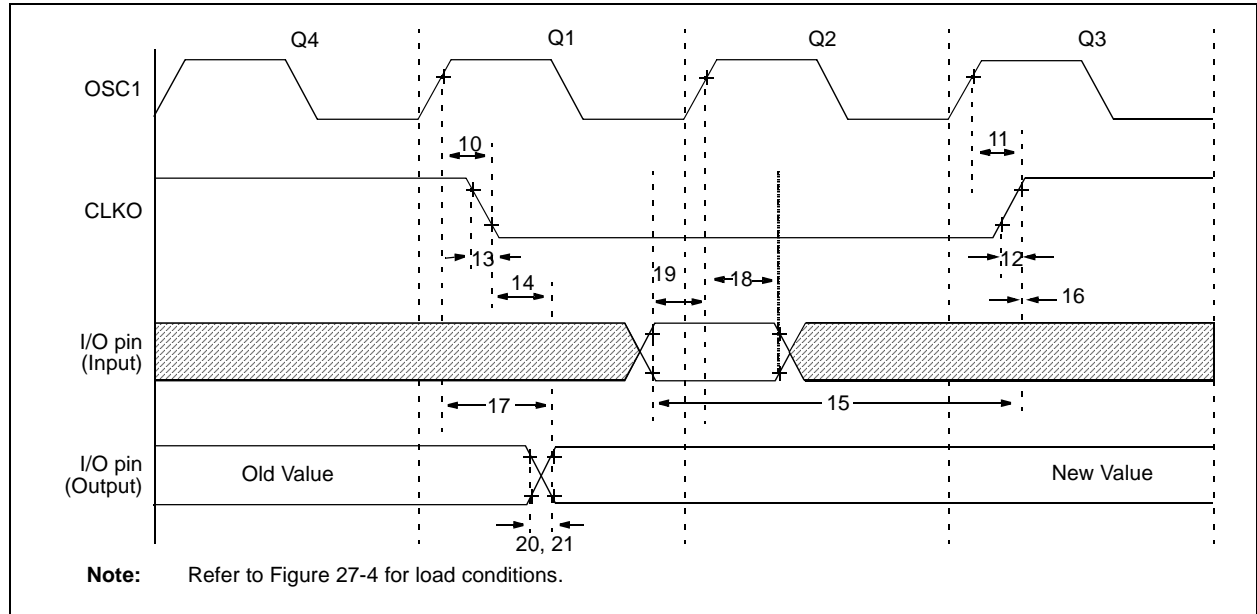 Q4 Q1 Q2 Q3
OSC1
10 11
CLKO
13 12
14 19 18 16
I/O pin
(Input)
17 15
I/O pin
(Output)
Old Value New Value
20, 21
Note: Refer to Figure 27-4 for load conditions.